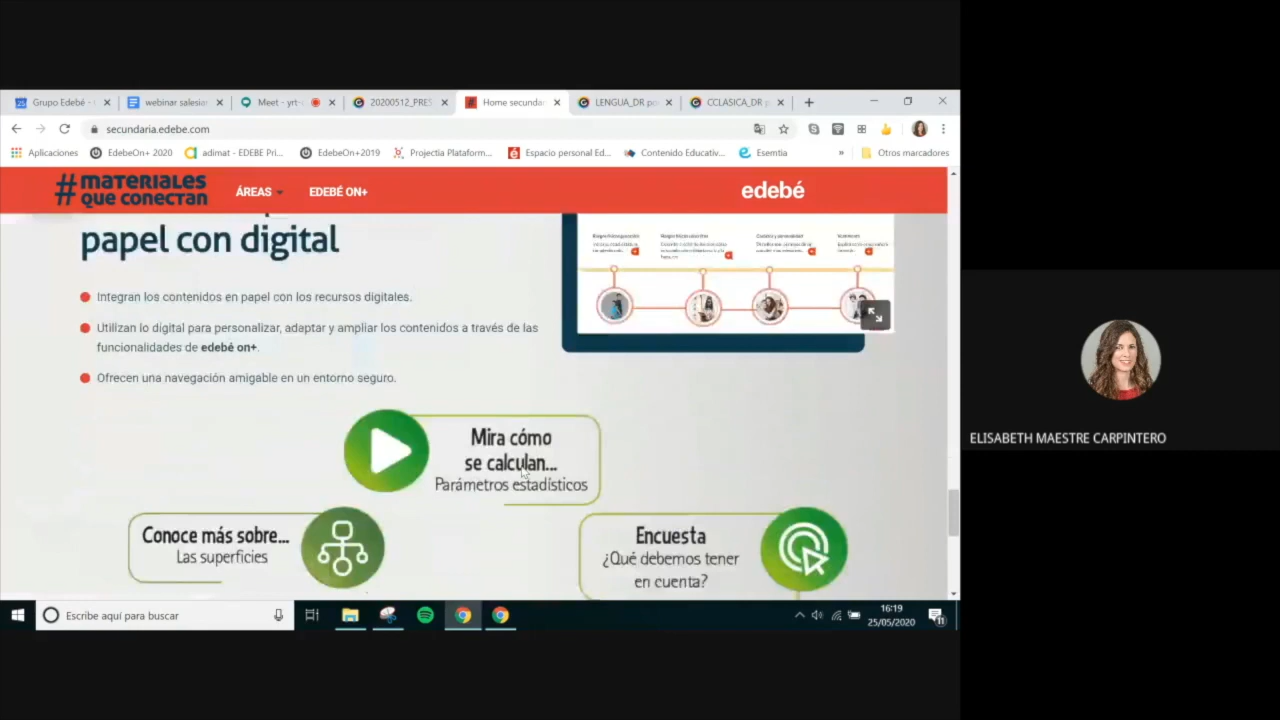 Grupo Edebé -
webinar salesia
Meet - yrt-
20200512_PRES
Home secundar
LENGUA_DR po
CCLASICA_DR p
secundaria.edebe.com
Aplicaciones
EdebeOn+ 2020
adimat - EDEBE Pri...
EdebeOn+2019
Projectia Plataform...
Espacio personal Ed...
Contenido Educativ...
Esemtia
»
Otros marcadores
#MATERIALES
QUE CONECTAN
ÁREAS
EDEBÉ ON+
edebé
papel con digital
Integran los contenidos en papel con los recursos digitales.
Utilizan lo digital para personalizar, adaptar y ampliar los contenidos a través de las
funcionalidades de edebé on+.
Ofrecen una navegación amigable en un entorno seguro.
Mira cómo
se calculan...
Parámetros estadísticos
Conoce más sobre...
Las superficies
Encuesta
¿Qué debemos tener
en cuenta?
ELISABETH MAESTRE CARPINTERO
Escribe aquí para buscar
16:19
25/05/2020
11